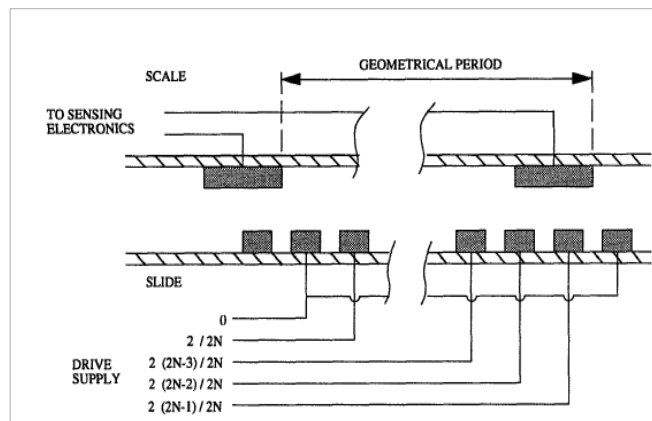 GEOMETRICAL PERIOD
SCALE
TO SENSING
ELECTRONICS
SLIDE
0
2 / 2N
DRIVE
SUPPLY
2 (2N-3) / 2N
2 (2N-2) / 2N
2 (2N-1) / 2N